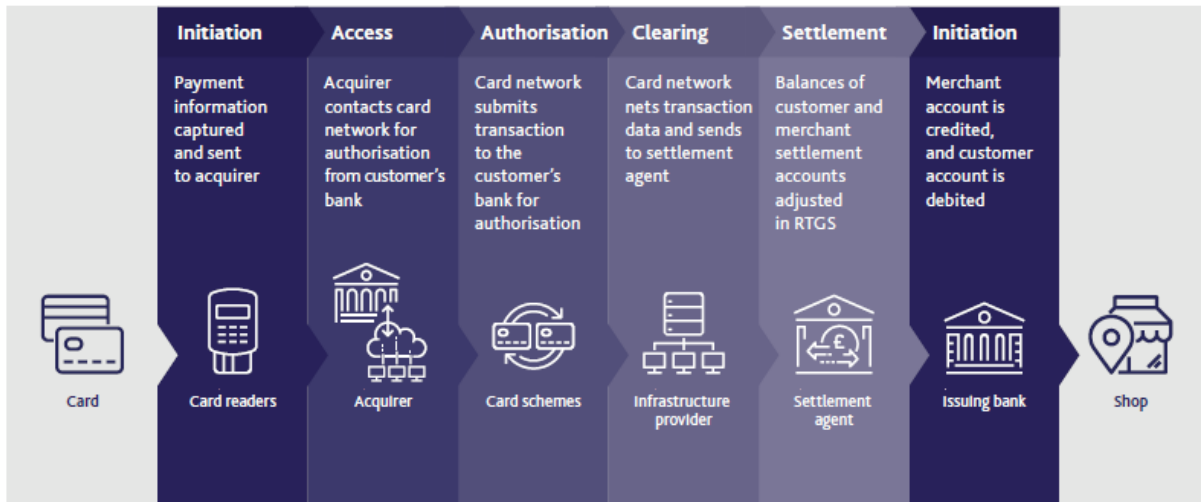 Initiation
Access
Authorisation
Clearing
Settlement
Initiation
Payment
information
captured
and sent
to acquirer
Acquirer
contacts card
network for
authorisation
from customer's
bank
Card network
submits
transaction
to the
customer's
bank for
authorisation
Card network
nets transaction
data and sends
to settlement
agent
Balances of
customer and
merchant
settlement
accounts
adjusted
in RTGS
Merchant
account is
credited,
and customer
account is
debited
£
Card
Card readers
Acquirer
Card schemes
Infrastructure
provider
Settlement
agent
Issuing bank
Shop